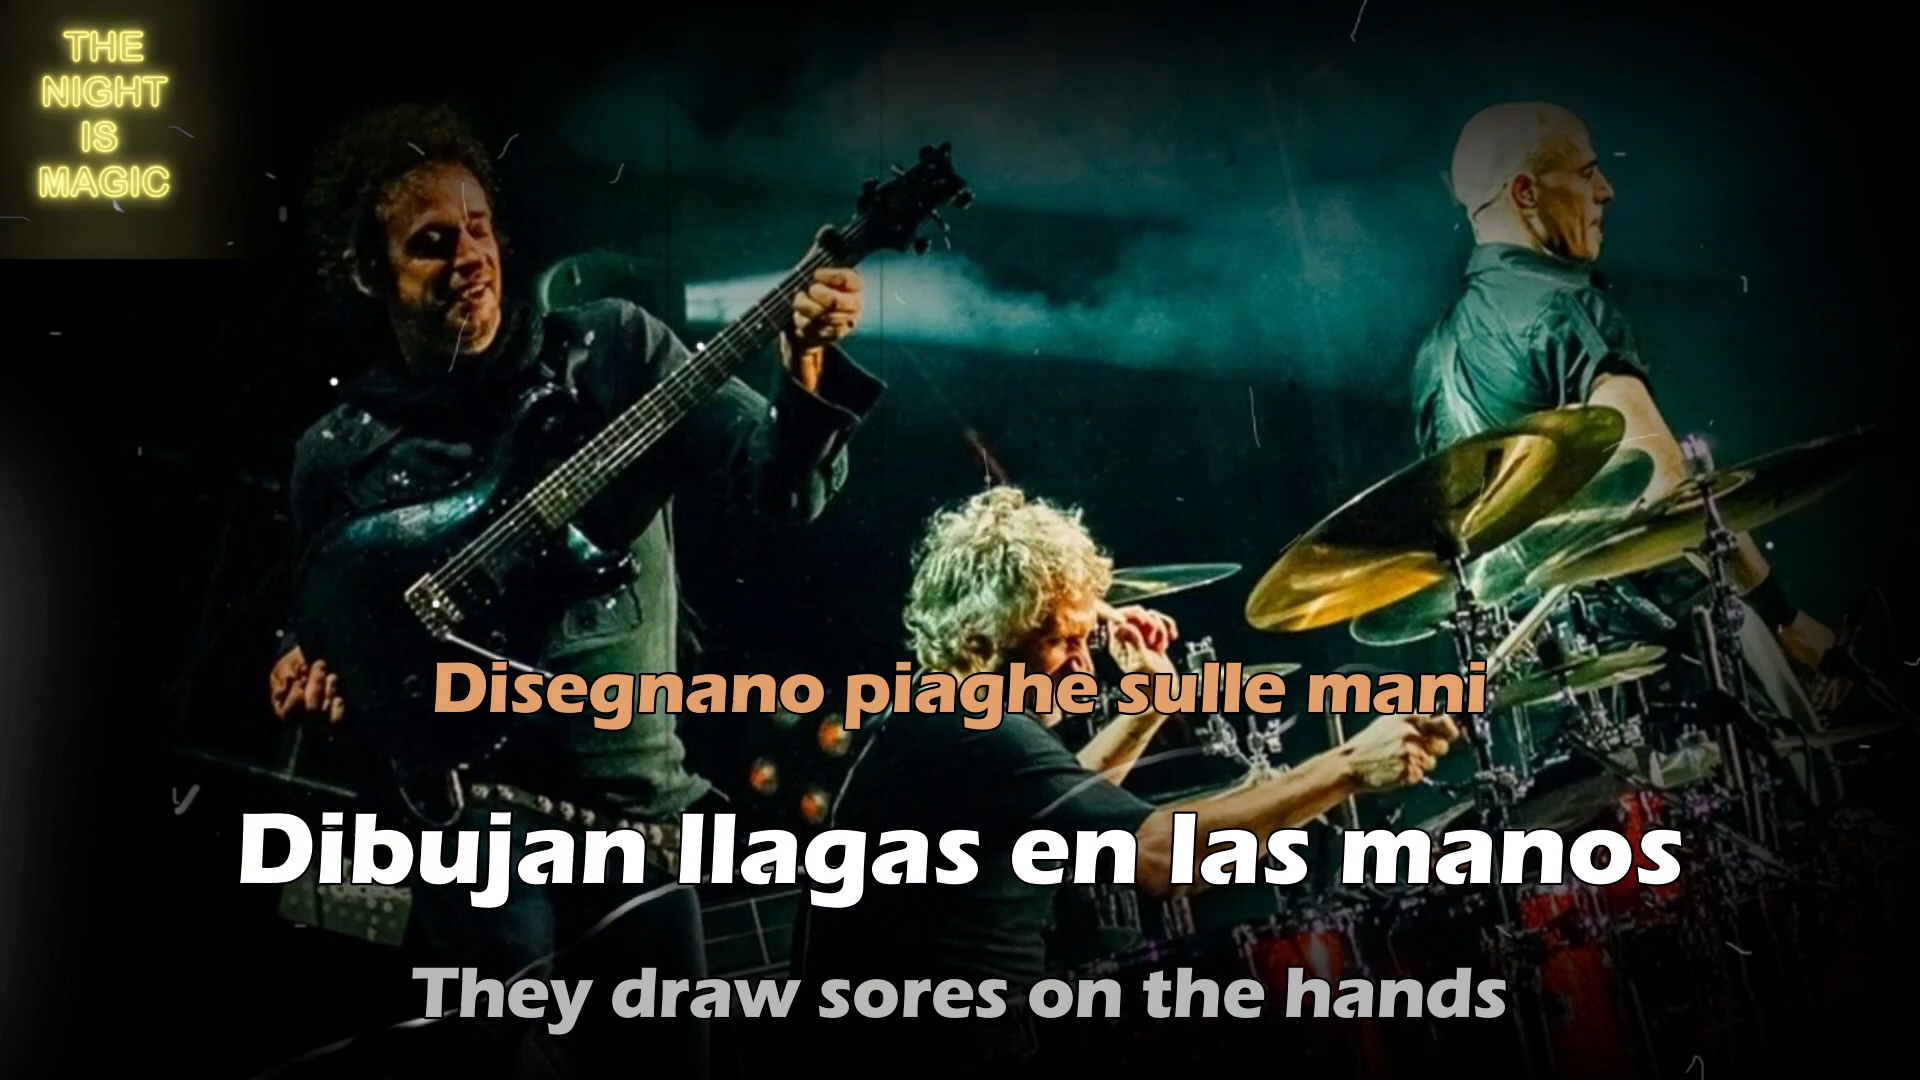 THE
NIGHT
IS
MAGIC
Disegnano piaghe sulle mani
Dibujan llagas en las manos
They draw sores on the hands